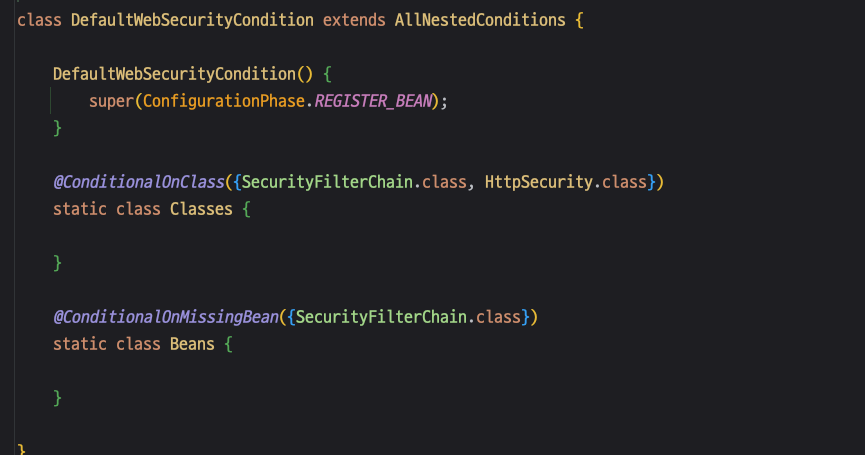 class DefaultWebSecurityCondition extends AllNestedConditions {
DefaultWebSecurityCondition() {
super(ConfigurationPhase.REGISTER_BEAN);
}
@ConditionalOnClass({SecurityFilterChain.class, HttpSecurity.class})
static class Classes {
}
@ConditionalOnMissingBean({SecurityFilterChain.class})
static class Beans {
}
}